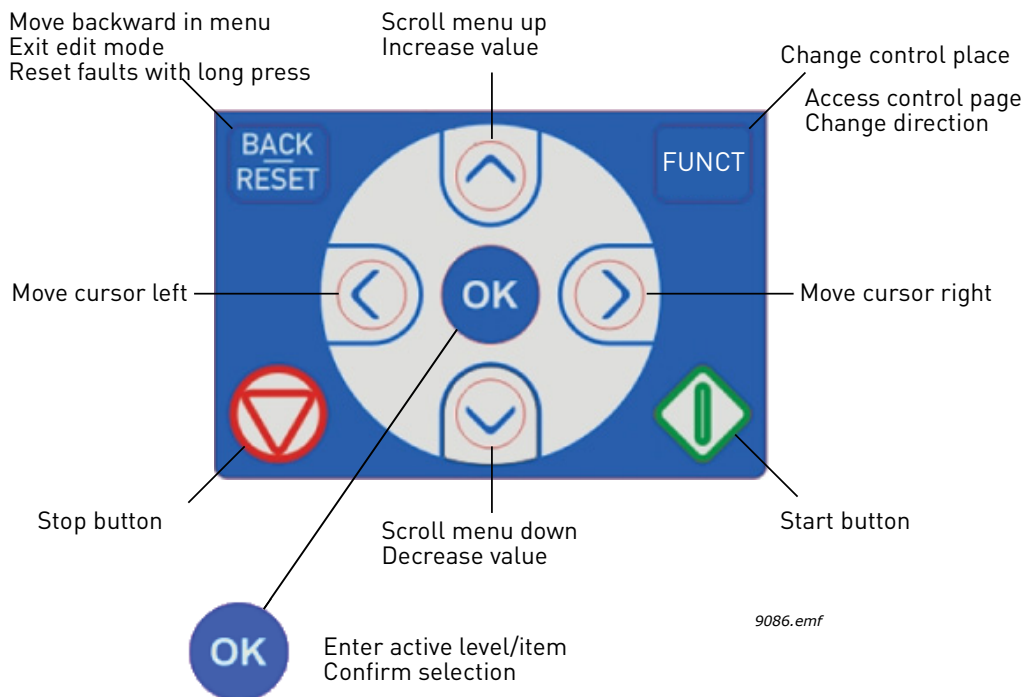 Move backward in menu
Exit edit mode
Reset faults with long press
Scroll menu up
Increase value
Change control place
Access control page
Change direction
BACK
RESET
FUNCT
Move cursor left
OK
Move cursor right
Stop button
Scroll menu down
Decrease value
Start button
9086.emf
OK
Enter active level/item
Confirm selection